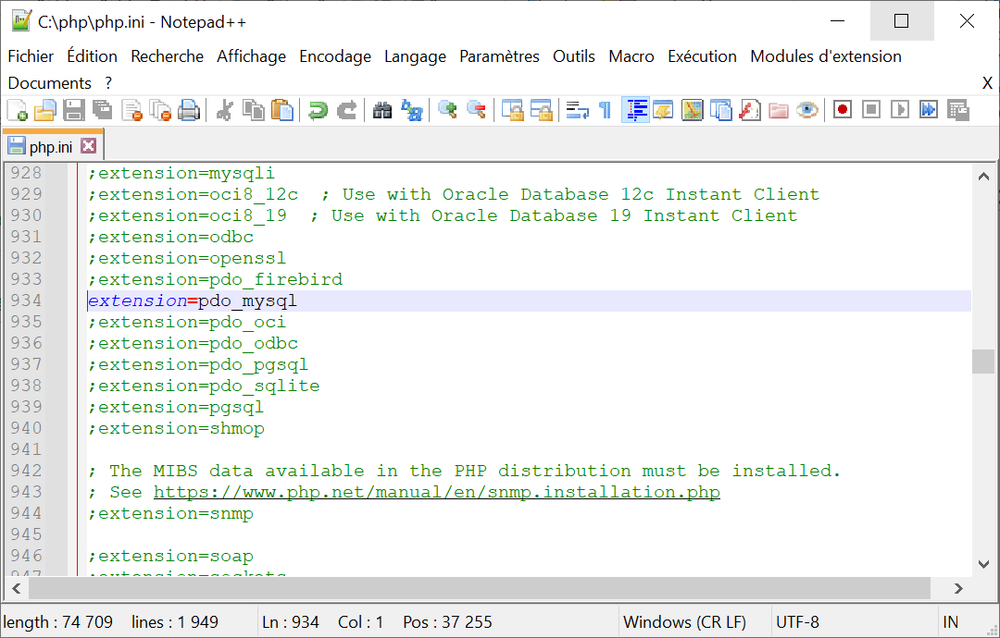 C:\php\php.ini - Notepad++
Fichier Édition Recherche Affichage Encodage Langage Paramètres Outils Macro Exécution Modules d'extension
Documents ? X
php.ini
928 ;extension=mysqli
929 ;extension=oci8_12c  ; Use with Oracle Database 12c Instant Client
930 ;extension=oci8_19  ; Use with Oracle Database 19 Instant Client
931 ;extension=odbc
932 ;extension=openssl
933 ;extension=pdo_firebird
934 extension=pdo_mysql
935 ;extension=pdo_oci
936 ;extension=pdo_odbc
937 ;extension=pdo_pgsql
938 ;extension=pdo_sqlite
939 ;extension=pgsql
940 ;extension=shmop
941
942 ; The MIBS data available in the PHP distribution must be installed.
943 ; See https://www.php.net/manual/en/snmp.installation.php
944 ;extension=snmp
945
946 ;extension=soap
947 ;extension=sockets
length : 74 709 lines : 1 949 Ln : 934 Col : 1 Pos : 37 255 Windows (CR LF) UTF-8 IN